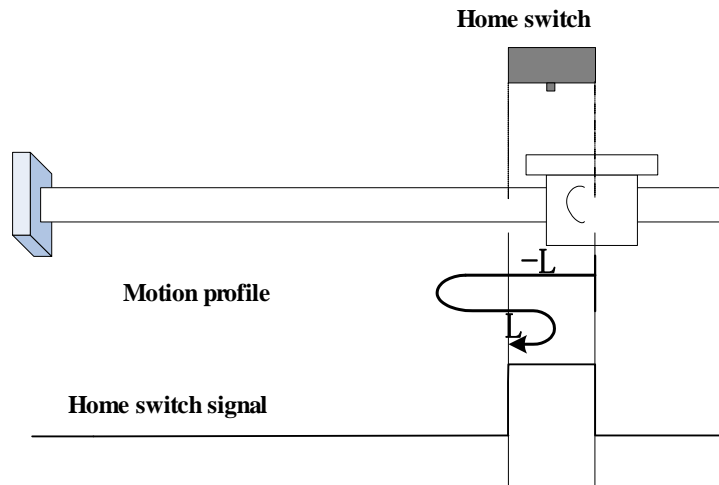 Home switch
−L
Motion profile
L
Home switch signal